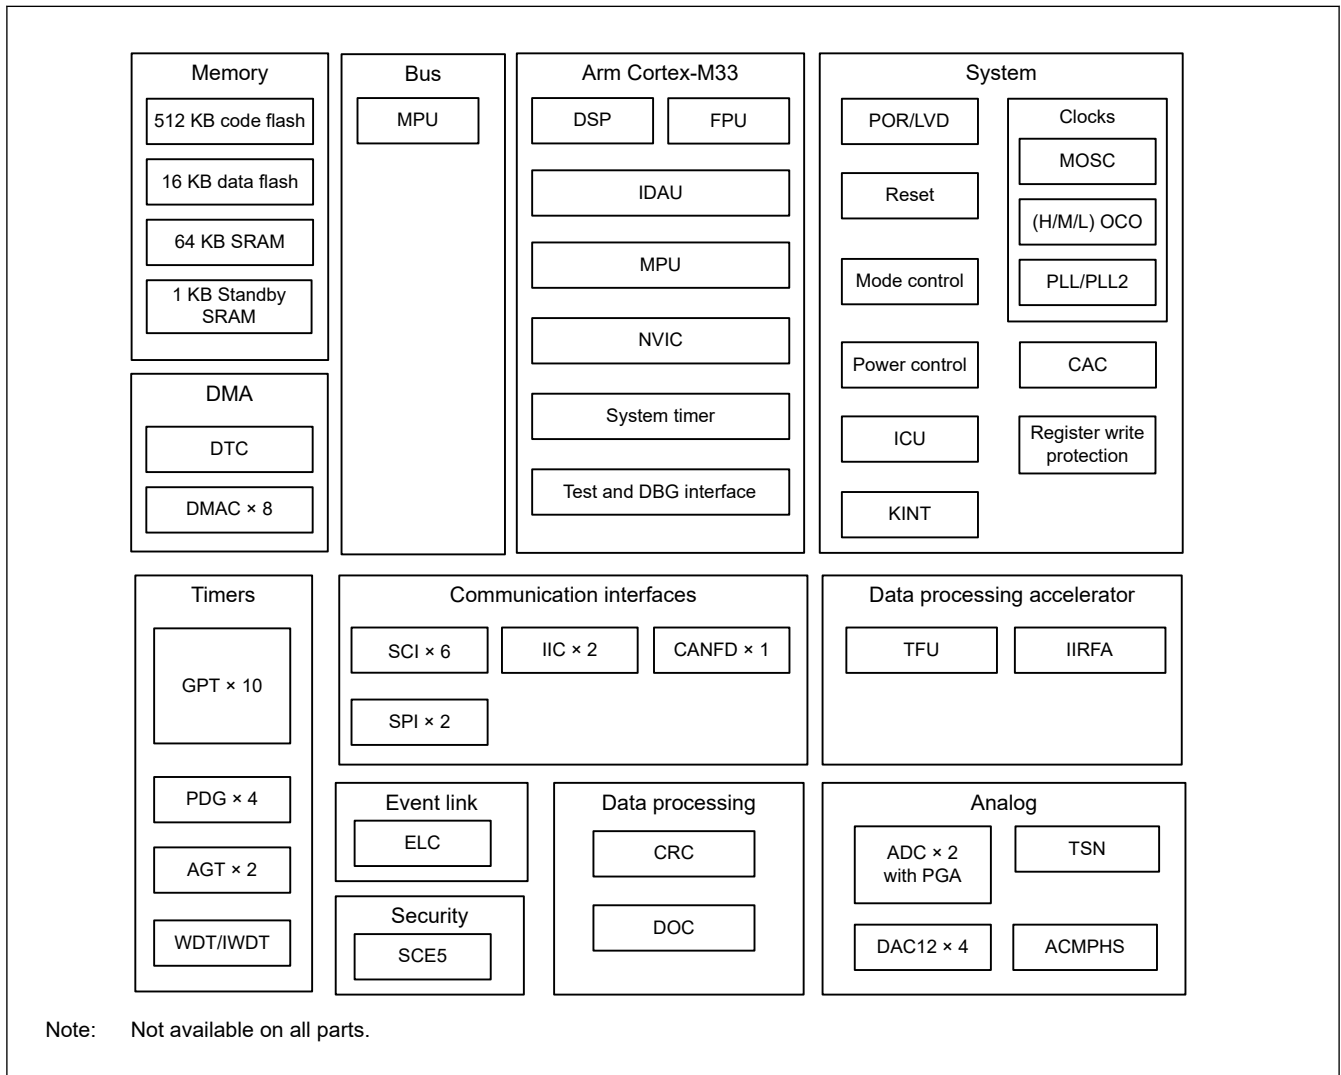 Memory
512 KB code flash
16 KB data flash
64 KB SRAM
1 KB Standby
SRAM
DMA
DTC
DMAC × 8
Bus
MPU
Arm Cortex-M33
DSP
FPU
IDAU
MPU
NVIC
System timer
Test and DBG interface
System
POR/LVD
Reset
Mode control
Power control
ICU
KINT
Clocks
MOSC
(H/M/L) OCO
PLL/PLL2
CAC
Register write
protection
Timers
GPT × 10
PDG × 4
AGT × 2
WDT/IWDT
Communication interfaces
SCI × 6
IIC × 2
CANFD × 1
SPI × 2
Data processing accelerator
TFU
IIRFA
Event link
ELC
Security
SCE5
Data processing
CRC
DOC
Analog
ADC × 2
with PGA
TSN
DAC12 × 4
ACMPHS
Note: Not available on all parts.